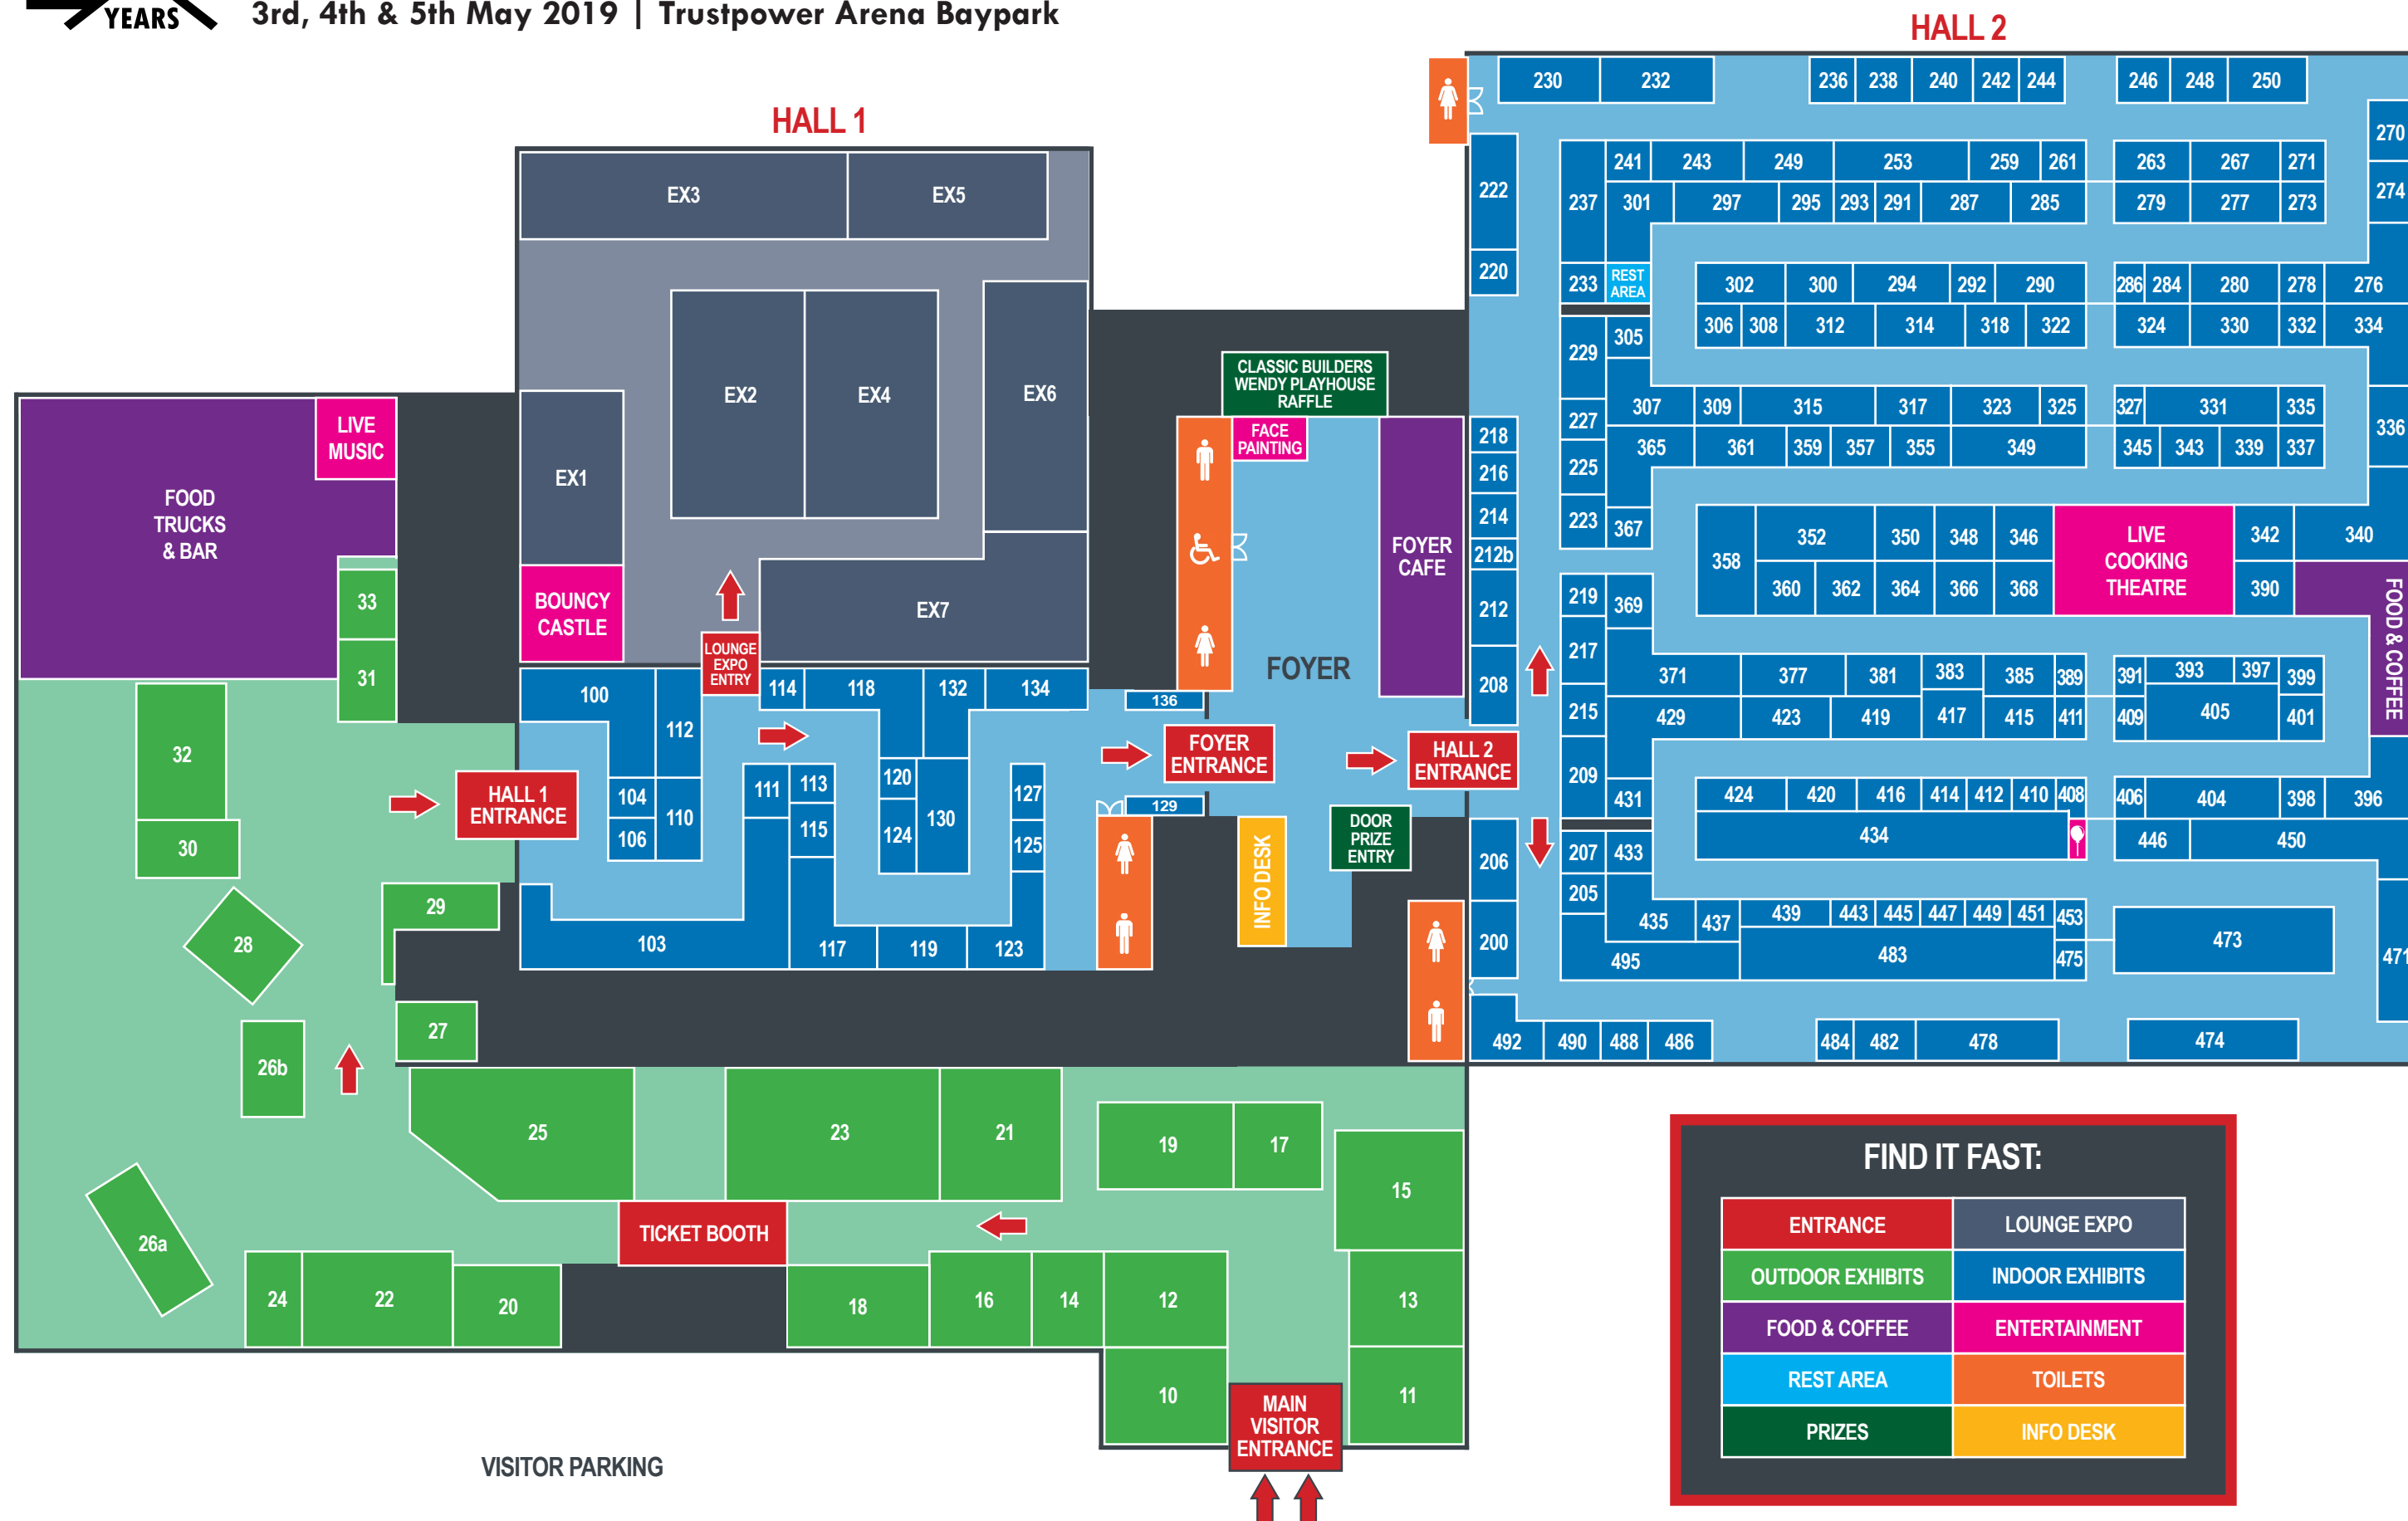 YEARS
3rd, 4th & 5th May 2019 | Trustpower Arena Baypark
HALL 2
HALL 1
230 232 236 238 240 242 244 246 248 250
270
222
237
241 243 249 253 259 261 263 267 271
274
301 297 295 293 291 287 285 279 277 273
220
233
REST
AREA
302 300 294 292 290 286 284 280 278 276
229
305
306 308 312 314 318 322 324 330 332 334
227
307 309 315 317 323 325 327 331 335
336
218
216
225
365 361 359 357 355 349 345 343 339 337
214
223
367
212b
358
352 350 348 346
LIVE
COOKING
THEATRE
342 340
360 362 364 366 368
390
FOOD & COFFEE
212
219
369
217
208
371 377 381 383 385 389 391 393 397 399
215
429 423 419 417 415 411 409 405 401
HALL 2
ENTRANCE
209
431
424 420 416 414 412 410 408 406 404 398 396
434
446 450
206
207
433
205
435 437 439 443 445 447 449 451 453
473
471
200
495 483 475
492 490 488 486 484 482 478 474
EX3 EX5
EX2 EX4 EX6
EX1
EX7
BOUNCY
CASTLE
LOUNGE
EXPO
ENTRY
LIVE
MUSIC
FOOD
TRUCKS
& BAR
33
31
32
30
28
29
27
26b
26a
HALL 1
ENTRANCE
100
112
114 118 132 134
136
104
106
110
111 113
115
120
124
130
127
125
103 117 119 123
129
CLASSIC BUILDERS
WENDY PLAYHOUSE
RAFFLE
FACE
PAINTING
FOYER
CAFE
FOYER
FOYER
ENTRANCE
DOOR
PRIZE
ENTRY
INFO DESK
25 23 21 19 17
15
TICKET BOOTH
24 22 20 18 16 14 12 13
10 11
MAIN
VISITOR
ENTRANCE
VISITOR PARKING
FIND IT FAST:
ENTRANCE LOUNGE EXPO
OUTDOOR EXHIBITS INDOOR EXHIBITS
FOOD & COFFEE ENTERTAINMENT
REST AREA TOILETS
PRIZES INFO DESK